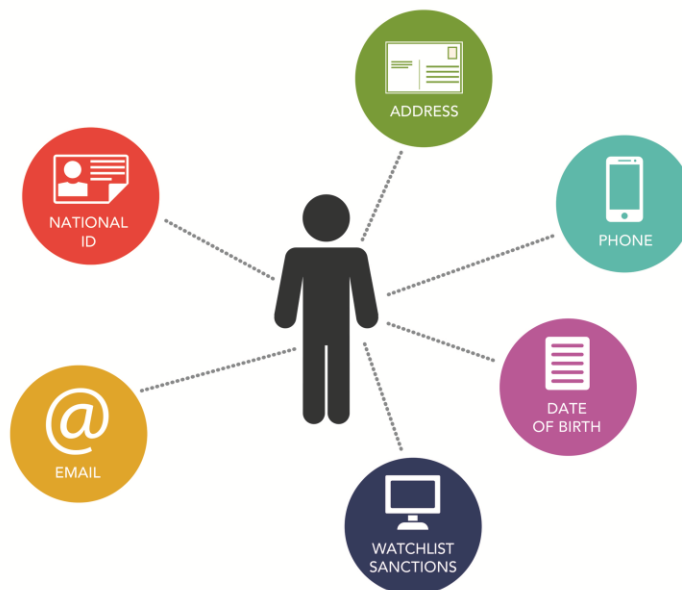 ADDRESS
NATIONAL
ID
PHONE
DATE
OF BIRTH
@
EMAIL
WATCHLIST
SANCTIONS